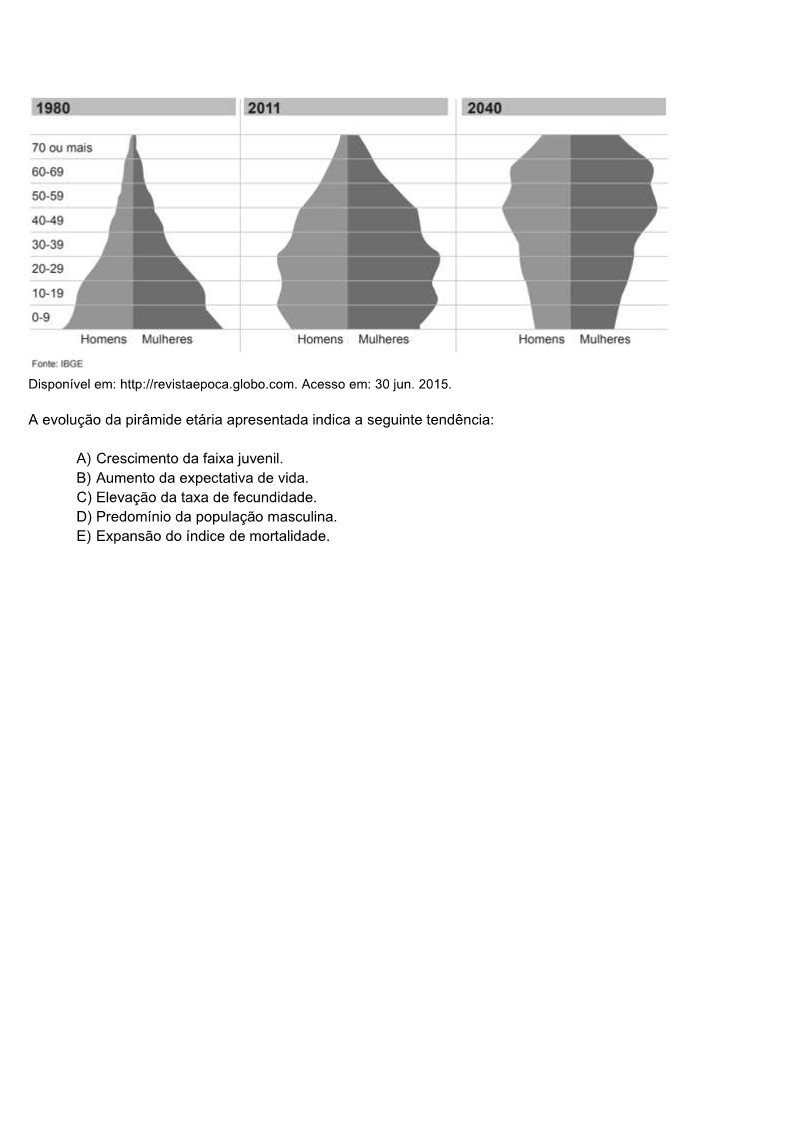 1980 2011 2040
70 ou mais
60-69
50-59
40-49
30-39
20-29
10-19
0-9
Homens Mulheres Homens Mulheres Homens Mulheres
Fonte: IBGE
Disponível em: http://revistaepoca.globo.com. Acesso em: 30 jun. 2015.
A evolução da pirâmide etária apresentada indica a seguinte tendência:
A) Crescimento da faixa juvenil.
B) Aumento da expectativa de vida.
C) Elevação da taxa de fecundidade.
D) Predomínio da população masculina.
E) Expansão do índice de mortalidade.